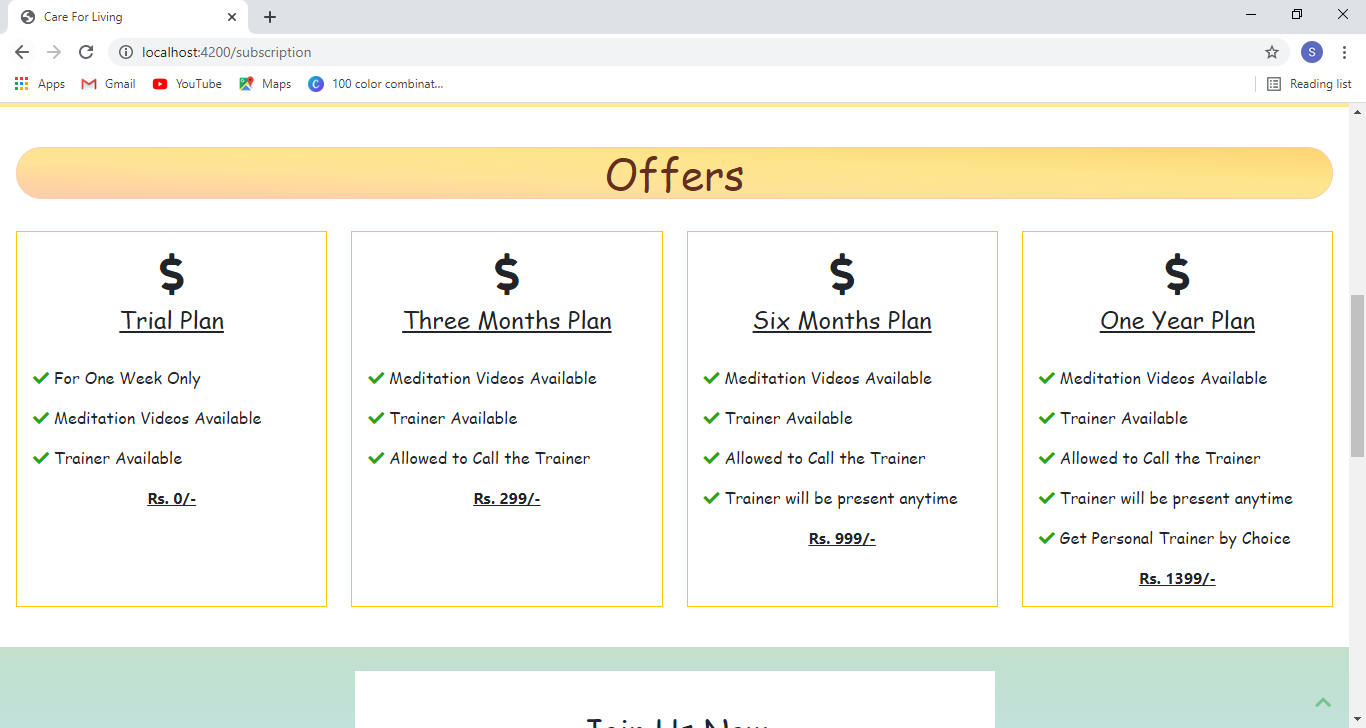 Care For Living
localhost:4200/subscription
S
Apps Gmail YouTube Maps C 100 color combinat... Reading list
Offers
$
Trial Plan
For One Week Only
Meditation Videos Available
Trainer Available
Rs. 0/-
$
Three Months Plan
Meditation Videos Available
Trainer Available
Allowed to Call the Trainer
Rs. 299/-
$
Six Months Plan
Meditation Videos Available
Trainer Available
Allowed to Call the Trainer
Trainer will be present anytime
Rs. 999/-
$
One Year Plan
Meditation Videos Available
Trainer Available
Allowed to Call the Trainer
Trainer will be present anytime
Get Personal Trainer by Choice
Rs. 1399/-
Join Us Now